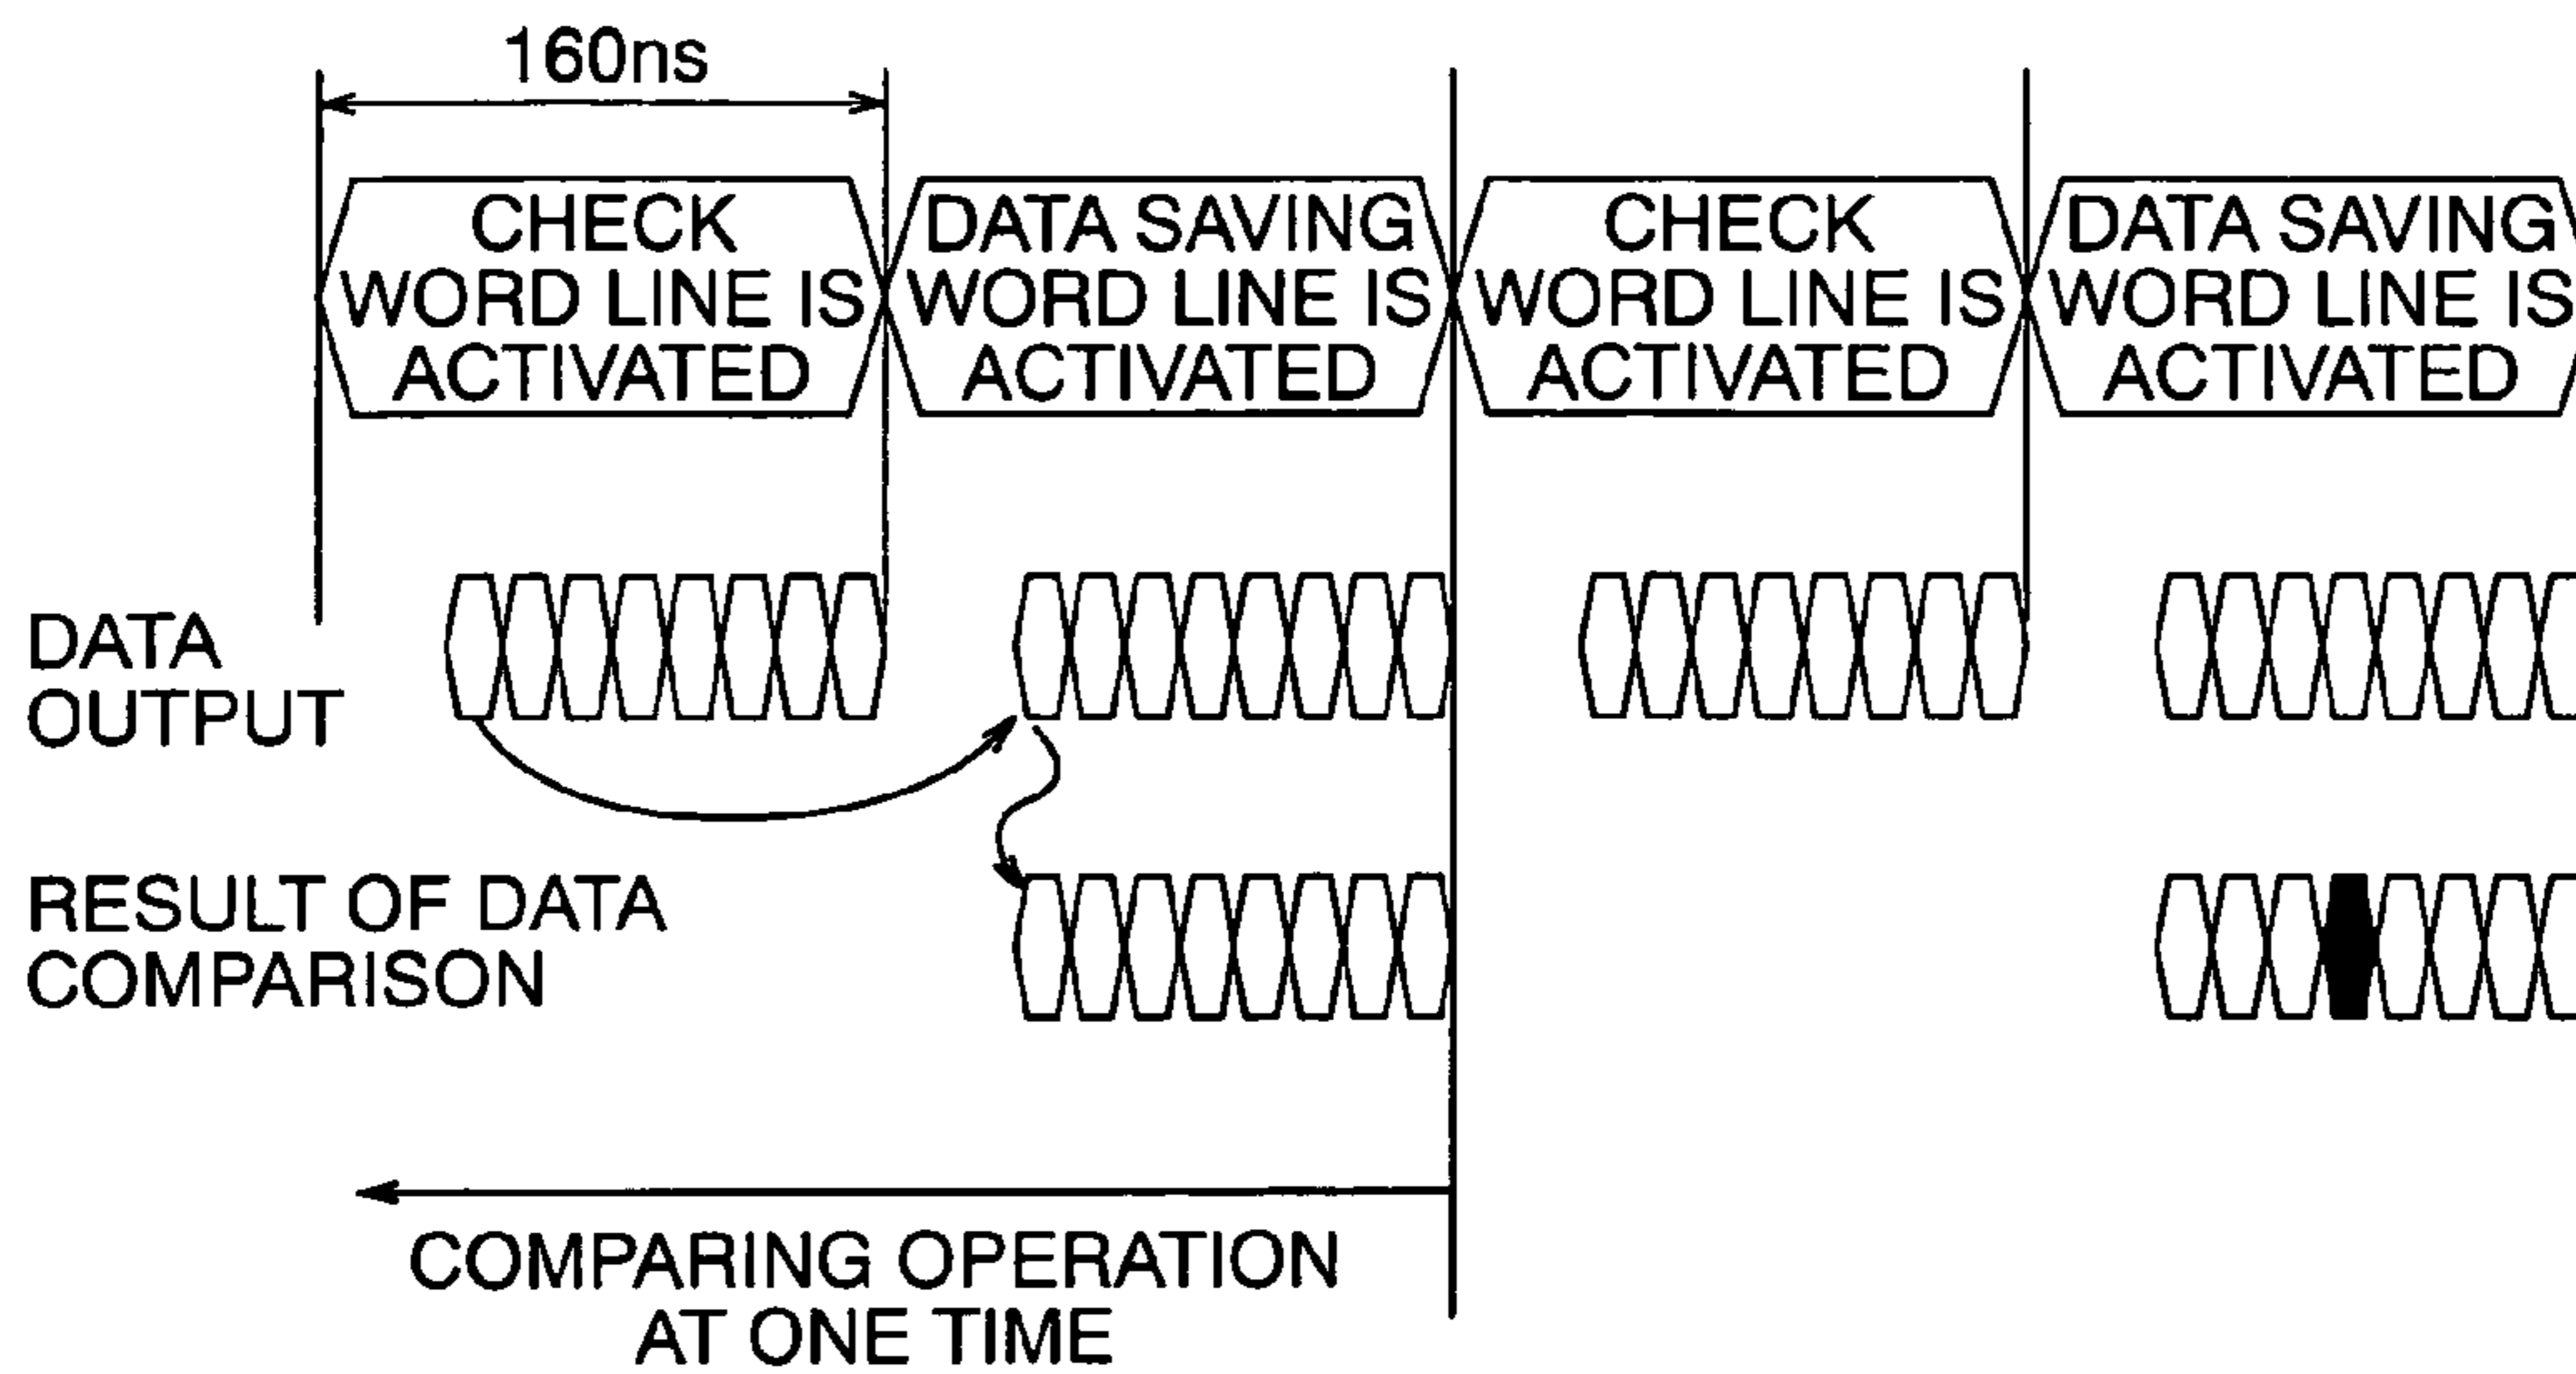 160ns
CHECK
WORD LINE IS
ACTIVATED
DATA SAVING
WORD LINE IS
ACTIVATED
CHECK
WORD LINE IS
ACTIVATED
DATA SAVING
WORD LINE IS
ACTIVATED
DATA
OUTPUT
RESULT OF DATA
COMPARISON
COMPARING OPERATION
AT ONE TIME